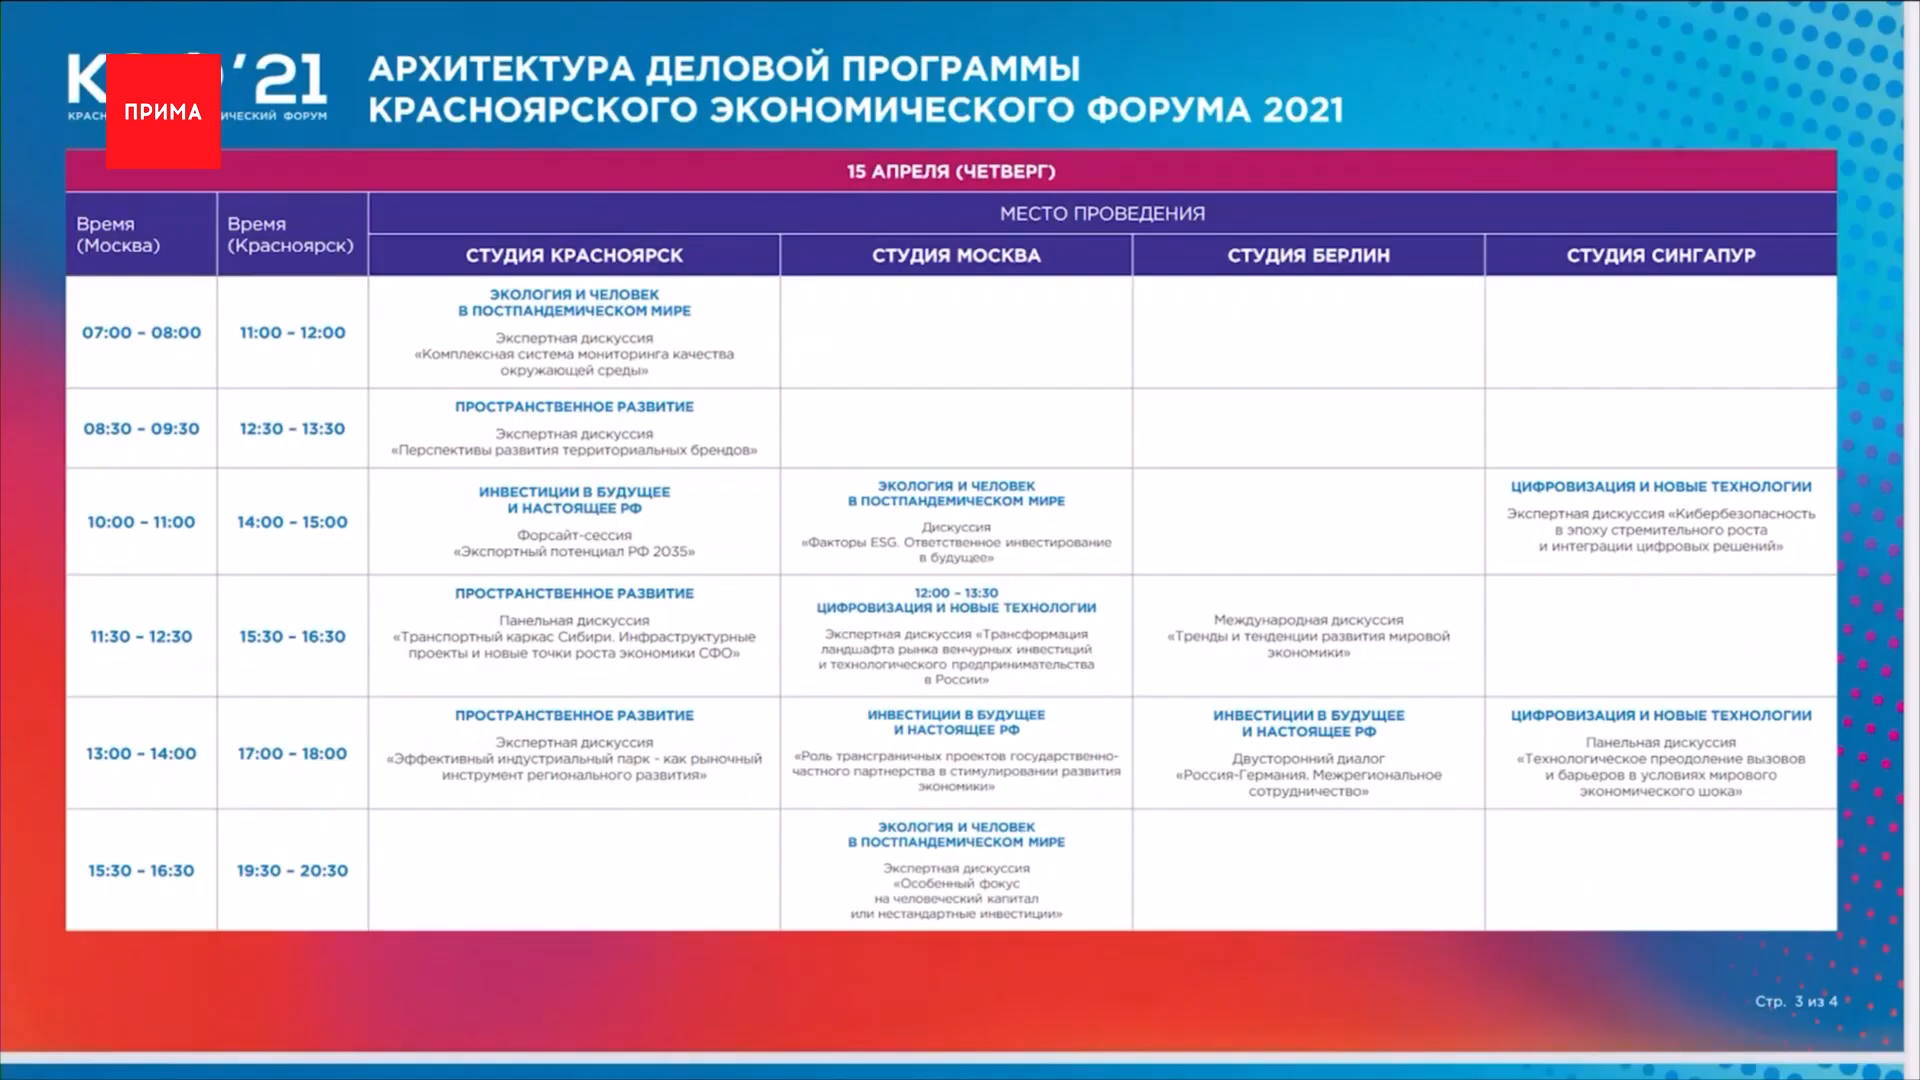 '21
ПРИМА
АРХИТЕКТУРА ДЕЛОВОЙ ПРОГРАММЫ
КРАСНОЯРСКОГО ЭКОНОМИЧЕСКОГО ФОРУМА 2021
ФОРУМ
15 АПРЕЛЯ (ЧЕТВЕРГ)
Время
(Москва)
Время
(Красноярск)
МЕСТО ПРОВЕДЕНИЯ
СТУДИЯ КРАСНОЯРСК
СТУДИЯ МОСКВА
СТУДИЯ БЕРЛИН
СТУДИЯ СИНГАПУР
07:00 – 08:00
11:00 – 12:00
ЭКОЛОГИЯ И ЧЕЛОВЕК
В ПОСТПАНДЕМИЧЕСКОМ МИРЕ
Экспертная дискуссия
«Комплексная система мониторинга качества
окружающей среды»
08:30 – 09:30
12:30 – 13:30
ПРОСТРАНСТВЕННОЕ РАЗВИТИЕ
Экспертная дискуссия
«Перспективы развития территориальных брендов»
10:00 – 11:00
14:00 – 15:00
ИНВЕСТИЦИИ В БУДУЩЕЕ
И НАСТОЯЩЕЕ РФ
Форсайт-сессия
«Экспортный потенциал РФ 2035»
ЭКОЛОГИЯ И ЧЕЛОВЕК
В ПОСТПАНДЕМИЧЕСКОМ МИРЕ
Дискуссия
«Факторы ESG. Ответственное инвестирование
в будущее»
ЦИФРОВИЗАЦИЯ И НОВЫЕ ТЕХНОЛОГИИ
Экспертная дискуссия «Кибербезопасность
в эпоху стремительного роста
и интеграции цифровых решений»
11:30 – 12:30
15:30 – 16:30
ПРОСТРАНСТВЕННОЕ РАЗВИТИЕ
Панельная дискуссия
«Транспортный каркас Сибири. Инфраструктурные
проекты и новые точки роста экономики СФО»
12:00 – 13:30
ЦИФРОВИЗАЦИЯ И НОВЫЕ ТЕХНОЛОГИИ
Экспертная дискуссия «Трансформация
ландшафта рынка венчурных инвестиций
и технологического предпринимательства
в России»
Международная дискуссия
«Тренды и тенденции развития мировой
экономики»
13:00 – 14:00
17:00 – 18:00
ПРОСТРАНСТВЕННОЕ РАЗВИТИЕ
Экспертная дискуссия
«Эффективный индустриальный парк - как рыночный
инструмент регионального развития»
ИНВЕСТИЦИИ В БУДУЩЕЕ
И НАСТОЯЩЕЕ РФ
«Роль трансграничных проектов государственно-
частного партнерства в стимулировании развития
экономики»
ИНВЕСТИЦИИ В БУДУЩЕЕ
И НАСТОЯЩЕЕ РФ
Двусторонний диалог
«Россия-Германия. Межрегиональное
сотрудничество»
ЦИФРОВИЗАЦИЯ И НОВЫЕ ТЕХНОЛОГИИ
Панельная дискуссия
«Технологическое преодоление вызовов
и барьеров в условиях мирового
экономического шока»
15:30 – 16:30
19:30 – 20:30
ЭКОЛОГИЯ И ЧЕЛОВЕК
В ПОСТПАНДЕМИЧЕСКОМ МИРЕ
Экспертная дискуссия
«Особенный фокус
на человеческий капитал
или нестандартные инвестиции»
Стр. 3 из 4